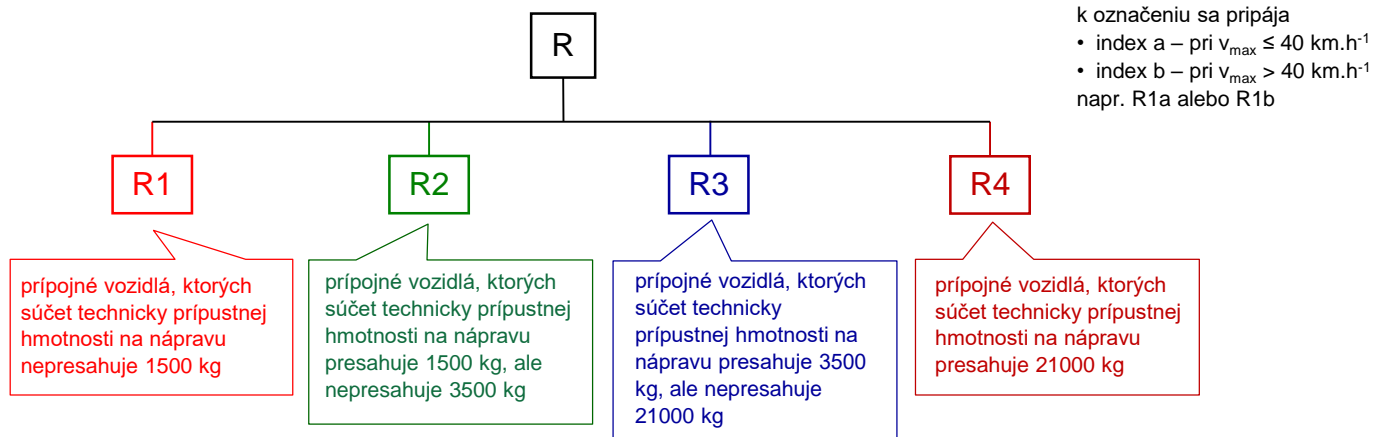 R
k označeniu sa pripája
• index a – pri vmax ≤ 40 km.h-1
• index b – pri vmax > 40 km.h-1
napr. R1a alebo R1b
R1
R2
R3
R4
prípojné vozidlá, ktorých
súčet technicky prípustnej
hmotnosti na nápravu
nepresahuje 1500 kg
prípojné vozidlá, ktorých
súčet technicky prípustnej
hmotnosti na nápravu
presahuje 1500 kg, ale
nepresahuje 3500 kg
prípojné vozidlá, ktorých
súčet technicky
prípustnej hmotnosti na
nápravu presahuje 3500
kg, ale nepresahuje
21000 kg
prípojné vozidlá, ktorých
súčet technicky prípustnej
hmotnosti na nápravu
presahuje 21000 kg